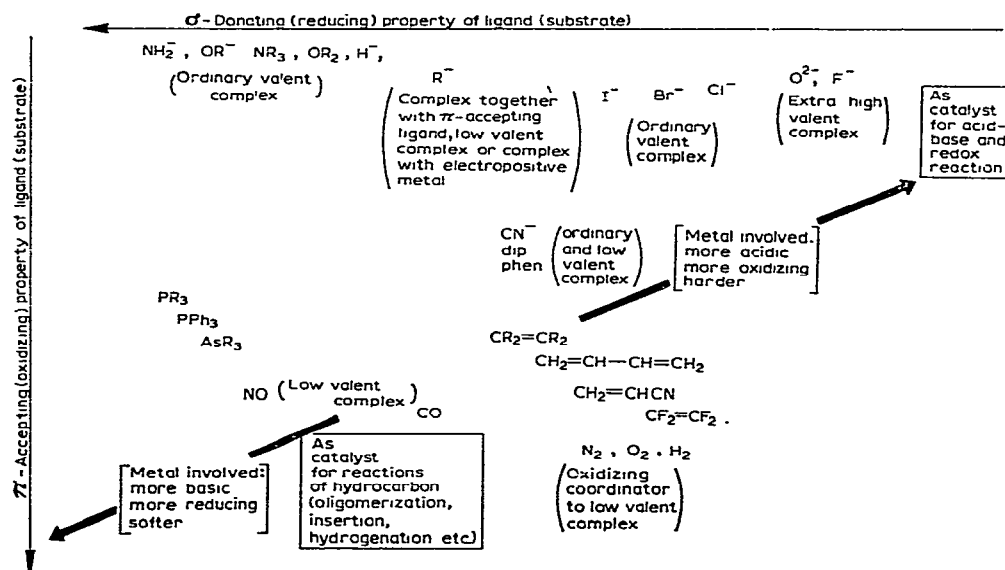 σ - Donating (reducing) property of ligand (substrate)
π - Accepting (oxidizing) property of ligand (substrate)
NH₂⁻ , OR⁻ NR₃ , OR₂ , H⁻,
(Ordinary valent
complex)
R⁻
(Complex together
with π-accepting
ligand, low valent
complex or complex
with electropositive
metal)
I⁻ Br⁻ Cl⁻
(Ordinary
valent
complex)
O²⁻, F⁻
(Extra high
valent
complex)
As
catalyst
for acid-
base and
redox
reaction
CN⁻
dip
phen
(ordinary
and low
valent
complex)
[Metal involved.
more acidic
more oxidizing
harder]
PR₃
PPh₃
AsR₃
CR₂=CR₂
CH₂=CH—CH=CH₂
CH₂=CHCN
CF₂=CF₂ .
NO (Low valent
complex)
CO
N₂ , O₂ , H₂
(Oxidizing
coordinator
to low valent
complex)
[Metal involved:
more basic
more reducing
softer]
As
catalyst
for reactions
of hydrocarbon
(oligomerization,
insertion,
hydrogenation etc)